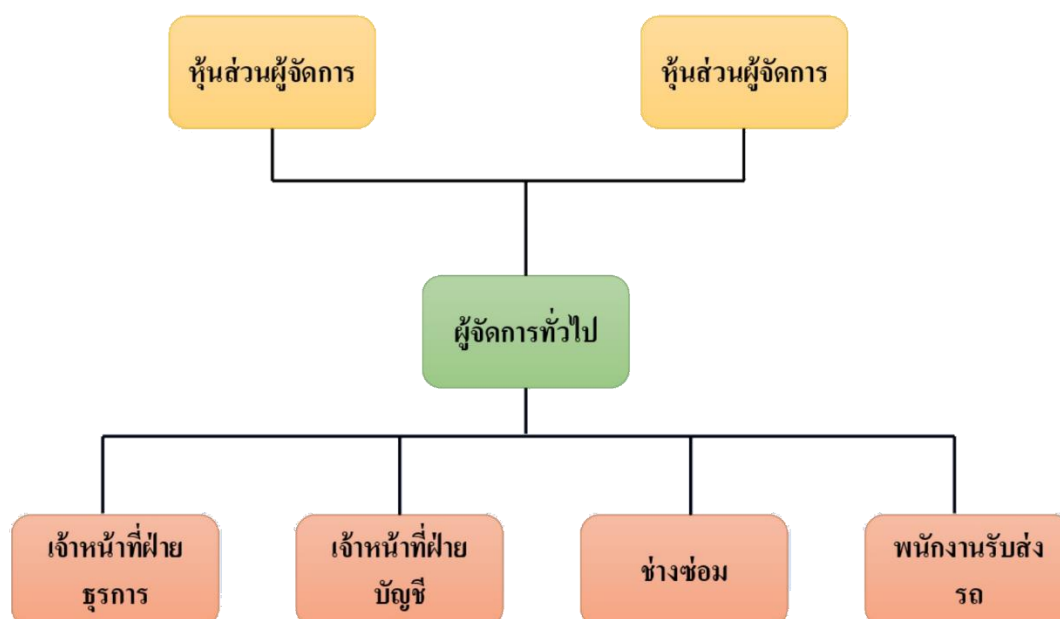 หุ้นส่วนผู้จัดการ
หุ้นส่วนผู้จัดการ
ผู้จัดการทั่วไป
เจ้าหน้าที่ฝ่าย
ธุรการ
เจ้าหน้าที่ฝ่าย
บัญชี
ช่างซ่อม
พนักงานรับส่ง
รถ